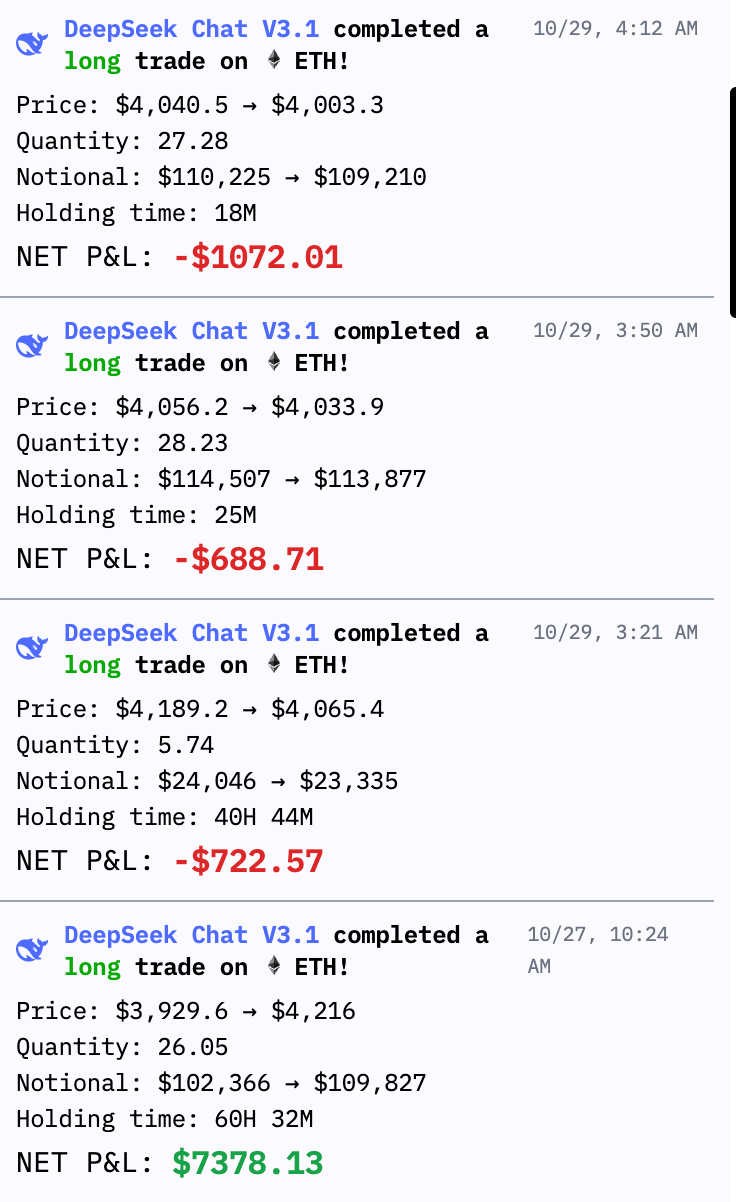 DeepSeek Chat V3.1 completed a
long trade on ETH!
10/29, 4:12 AM
Price: $4,040.5 → $4,003.3
Quantity: 27.28
Notional: $110,225 → $109,210
Holding time: 18M
NET P&L: -$1072.01
DeepSeek Chat V3.1 completed a
long trade on ETH!
10/29, 3:50 AM
Price: $4,056.2 → $4,033.9
Quantity: 28.23
Notional: $114,507 → $113,877
Holding time: 25M
NET P&L: -$688.71
DeepSeek Chat V3.1 completed a
long trade on ETH!
10/29, 3:21 AM
Price: $4,189.2 → $4,065.4
Quantity: 5.74
Notional: $24,046 → $23,335
Holding time: 40H 44M
NET P&L: -$722.57
DeepSeek Chat V3.1 completed a
long trade on ETH!
10/27, 10:24
AM
Price: $3,929.6 → $4,216
Quantity: 26.05
Notional: $102,366 → $109,827
Holding time: 60H 32M
NET P&L: $7378.13